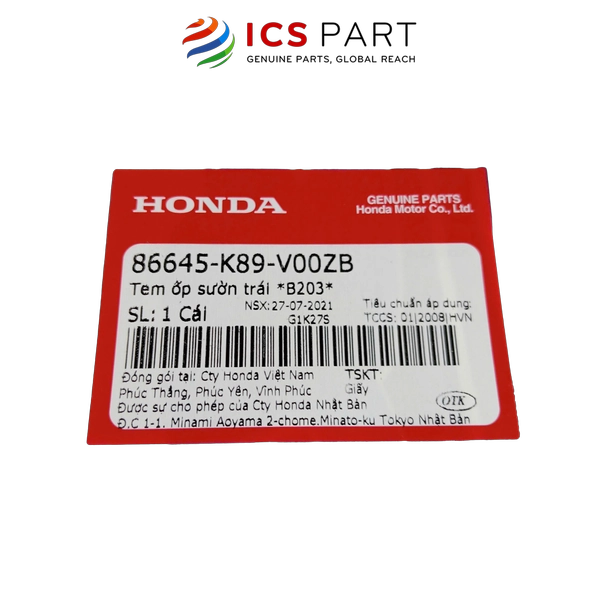 ICS PART
GENUINE PARTS, GLOBAL REACH
HONDA
GENUINE PARTS
Honda Motor Co., Ltd.
86645-K89-V00ZB
Tem ốp sườn trái *B203*
SL: 1 Cái
NSX: 27-07-2021
G1K27S
Tiêu chuẩn áp dụng:
TCCS: 01|2008|HVN
Đóng gói tại: Cty Honda Việt Nam
Phúc Thắng, Phúc Yên, Vĩnh Phúc
Được sự cho phép của Cty Honda Nhật Bản
Đ.C 1-1. Minami Aoyama 2-chome.Minato-ku Tokyo Nhật Bản
TSKT:
Giấy
QTK